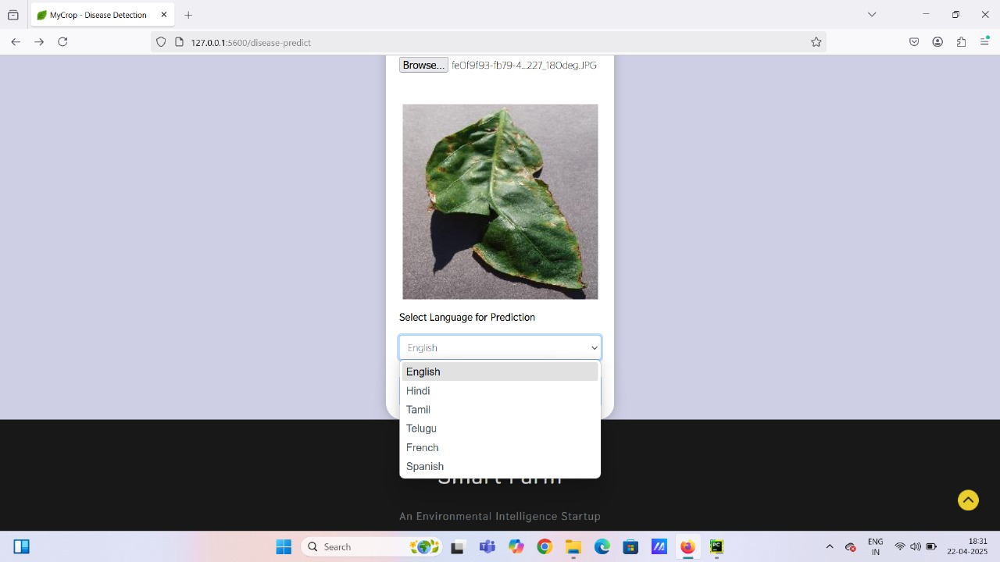 MyCrop - Disease Detection
127.0.0.1:5600/disease-predict
Browse... fe0f9f93-fb79-4...227_180deg.JPG
Select Language for Prediction
English
English
Hindi
Tamil
Telugu
French
Spanish
Smart Farm
An Environmental Intelligence Startup
Search
PC
ENG
IN
18:31
22-04-2025